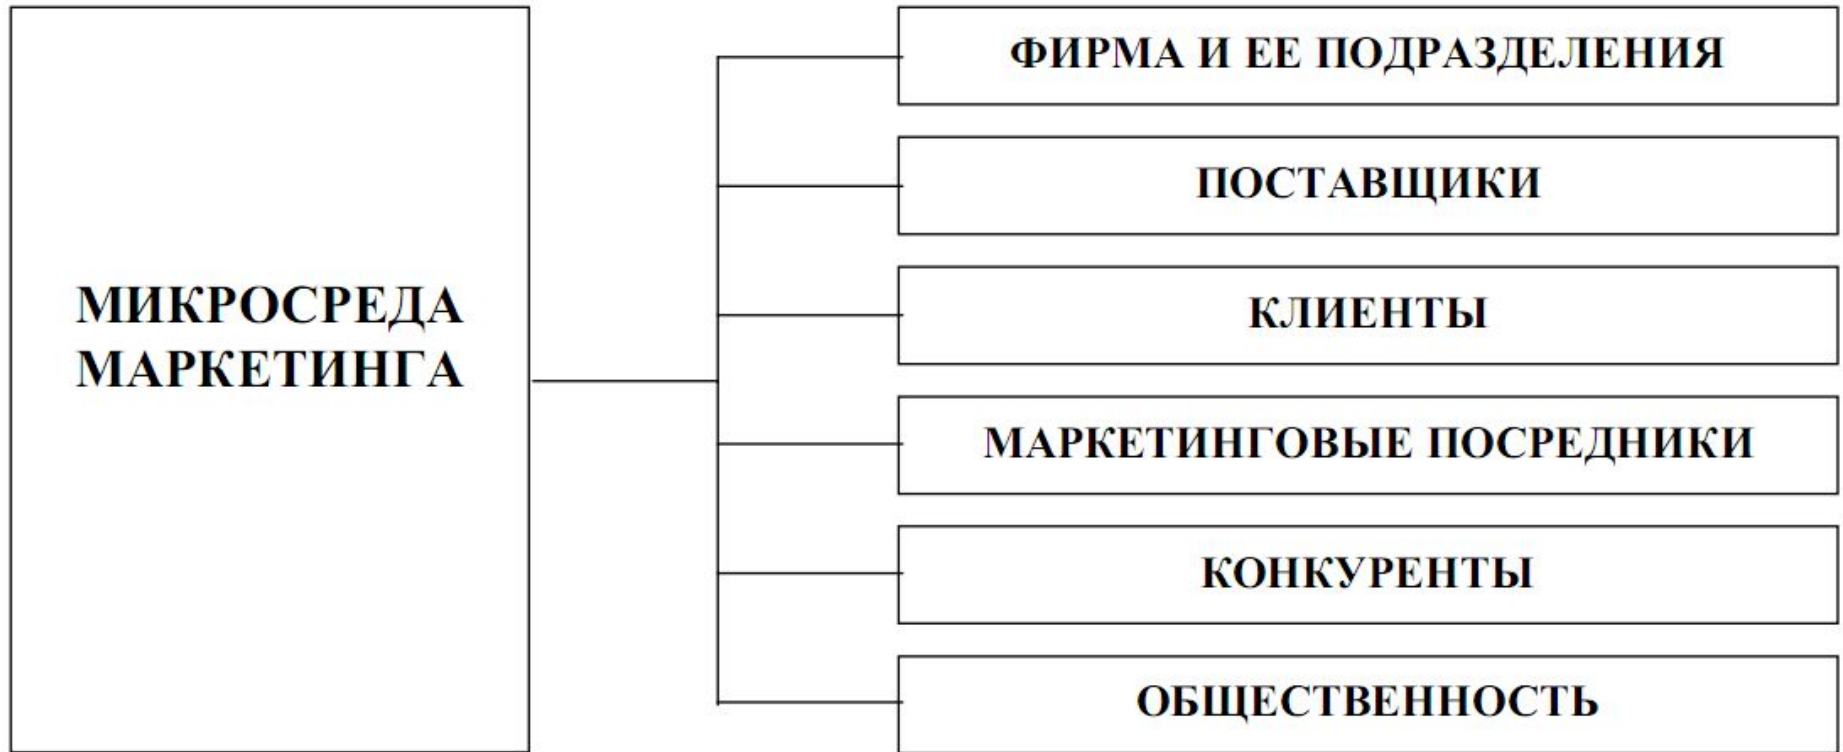 МИКРОСРЕДА
МАРКЕТИНГА
ФИРМА И ЕЕ ПОДРАЗДЕЛЕНИЯ
ПОСТАВЩИКИ
КЛИЕНТЫ
МАРКЕТИНГОВЫЕ ПОСРЕДНИКИ
КОНКУРЕНТЫ
ОБЩЕСТВЕННОСТЬ